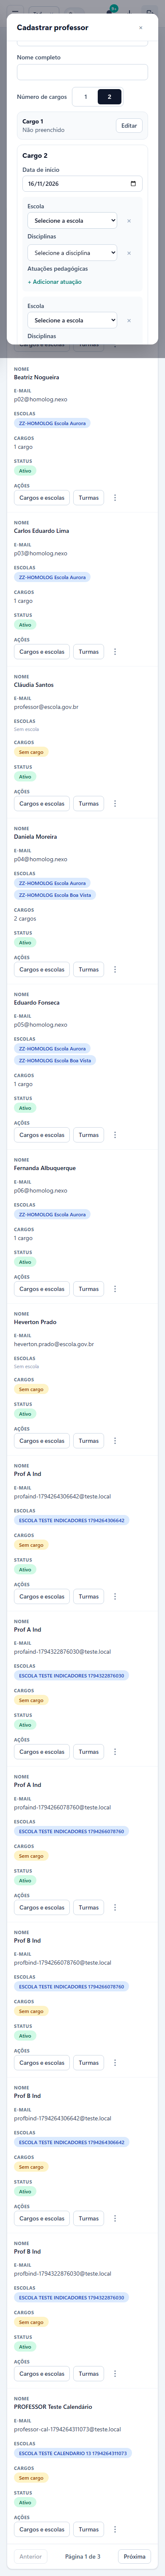 Cadastrar professor ×
Nome completo
Número de cargos 1 2
Cargo 1
Não preenchido
Editar
Cargo 2
Data de início
16/11/2026
Escola
Selecione a escola ×
Disciplinas
Selecione a disciplina ×
Atuações pedagógicas
+ Adicionar atuação
Escola
Selecione a escola ×
Disciplinas
NOME
Beatriz Nogueira
E-MAIL
p02@homolog.nexo
ESCOLAS
ZZ-HOMOLOG Escola Aurora
CARGOS
1 cargo
STATUS
Ativo
AÇÕES
Cargos e escolas Turmas ⋮
NOME
Carlos Eduardo Lima
E-MAIL
p03@homolog.nexo
ESCOLAS
ZZ-HOMOLOG Escola Aurora
CARGOS
1 cargo
STATUS
Ativo
AÇÕES
Cargos e escolas Turmas ⋮
NOME
Cláudia Santos
E-MAIL
professor@escola.gov.br
ESCOLAS
Sem escola
CARGOS
Sem cargo
STATUS
Ativo
AÇÕES
Cargos e escolas Turmas ⋮
NOME
Daniela Moreira
E-MAIL
p04@homolog.nexo
ESCOLAS
ZZ-HOMOLOG Escola Aurora
ZZ-HOMOLOG Escola Boa Vista
CARGOS
2 cargos
STATUS
Ativo
AÇÕES
Cargos e escolas Turmas ⋮
NOME
Eduardo Fonseca
E-MAIL
p05@homolog.nexo
ESCOLAS
ZZ-HOMOLOG Escola Aurora
ZZ-HOMOLOG Escola Boa Vista
CARGOS
1 cargo
STATUS
Ativo
AÇÕES
Cargos e escolas Turmas ⋮
NOME
Fernanda Albuquerque
E-MAIL
p06@homolog.nexo
ESCOLAS
ZZ-HOMOLOG Escola Aurora
CARGOS
1 cargo
STATUS
Ativo
AÇÕES
Cargos e escolas Turmas ⋮
NOME
Heverton Prado
E-MAIL
heverton.prado@escola.gov.br
ESCOLAS
Sem escola
CARGOS
Sem cargo
STATUS
Ativo
AÇÕES
Cargos e escolas Turmas ⋮
NOME
Prof A Ind
E-MAIL
profaind-1794264306642@teste.local
ESCOLAS
ESCOLA TESTE INDICADORES 1794264306642
CARGOS
Sem cargo
STATUS
Ativo
AÇÕES
Cargos e escolas Turmas ⋮
NOME
Prof A Ind
E-MAIL
profaind-1794322876030@teste.local
ESCOLAS
ESCOLA TESTE INDICADORES 1794322876030
CARGOS
Sem cargo
STATUS
Ativo
AÇÕES
Cargos e escolas Turmas ⋮
NOME
Prof A Ind
E-MAIL
profaind-1794266078760@teste.local
ESCOLAS
ESCOLA TESTE INDICADORES 1794266078760
CARGOS
Sem cargo
STATUS
Ativo
AÇÕES
Cargos e escolas Turmas ⋮
NOME
Prof B Ind
E-MAIL
profbind-1794266078760@teste.local
ESCOLAS
ESCOLA TESTE INDICADORES 1794266078760
CARGOS
Sem cargo
STATUS
Ativo
AÇÕES
Cargos e escolas Turmas ⋮
NOME
Prof B Ind
E-MAIL
profbind-1794264306642@teste.local
ESCOLAS
ESCOLA TESTE INDICADORES 1794264306642
CARGOS
Sem cargo
STATUS
Ativo
AÇÕES
Cargos e escolas Turmas ⋮
NOME
Prof B Ind
E-MAIL
profbind-1794322876030@teste.local
ESCOLAS
ESCOLA TESTE INDICADORES 1794322876030
CARGOS
Sem cargo
STATUS
Ativo
AÇÕES
Cargos e escolas Turmas ⋮
NOME
PROFESSOR Teste Calendário
E-MAIL
professor-cal-1794264311073@teste.local
ESCOLAS
ESCOLA TESTE CALENDARIO 13 1794264311073
CARGOS
Sem cargo
STATUS
Ativo
AÇÕES
Cargos e escolas Turmas ⋮
Anterior Página 1 de 3 Próxima